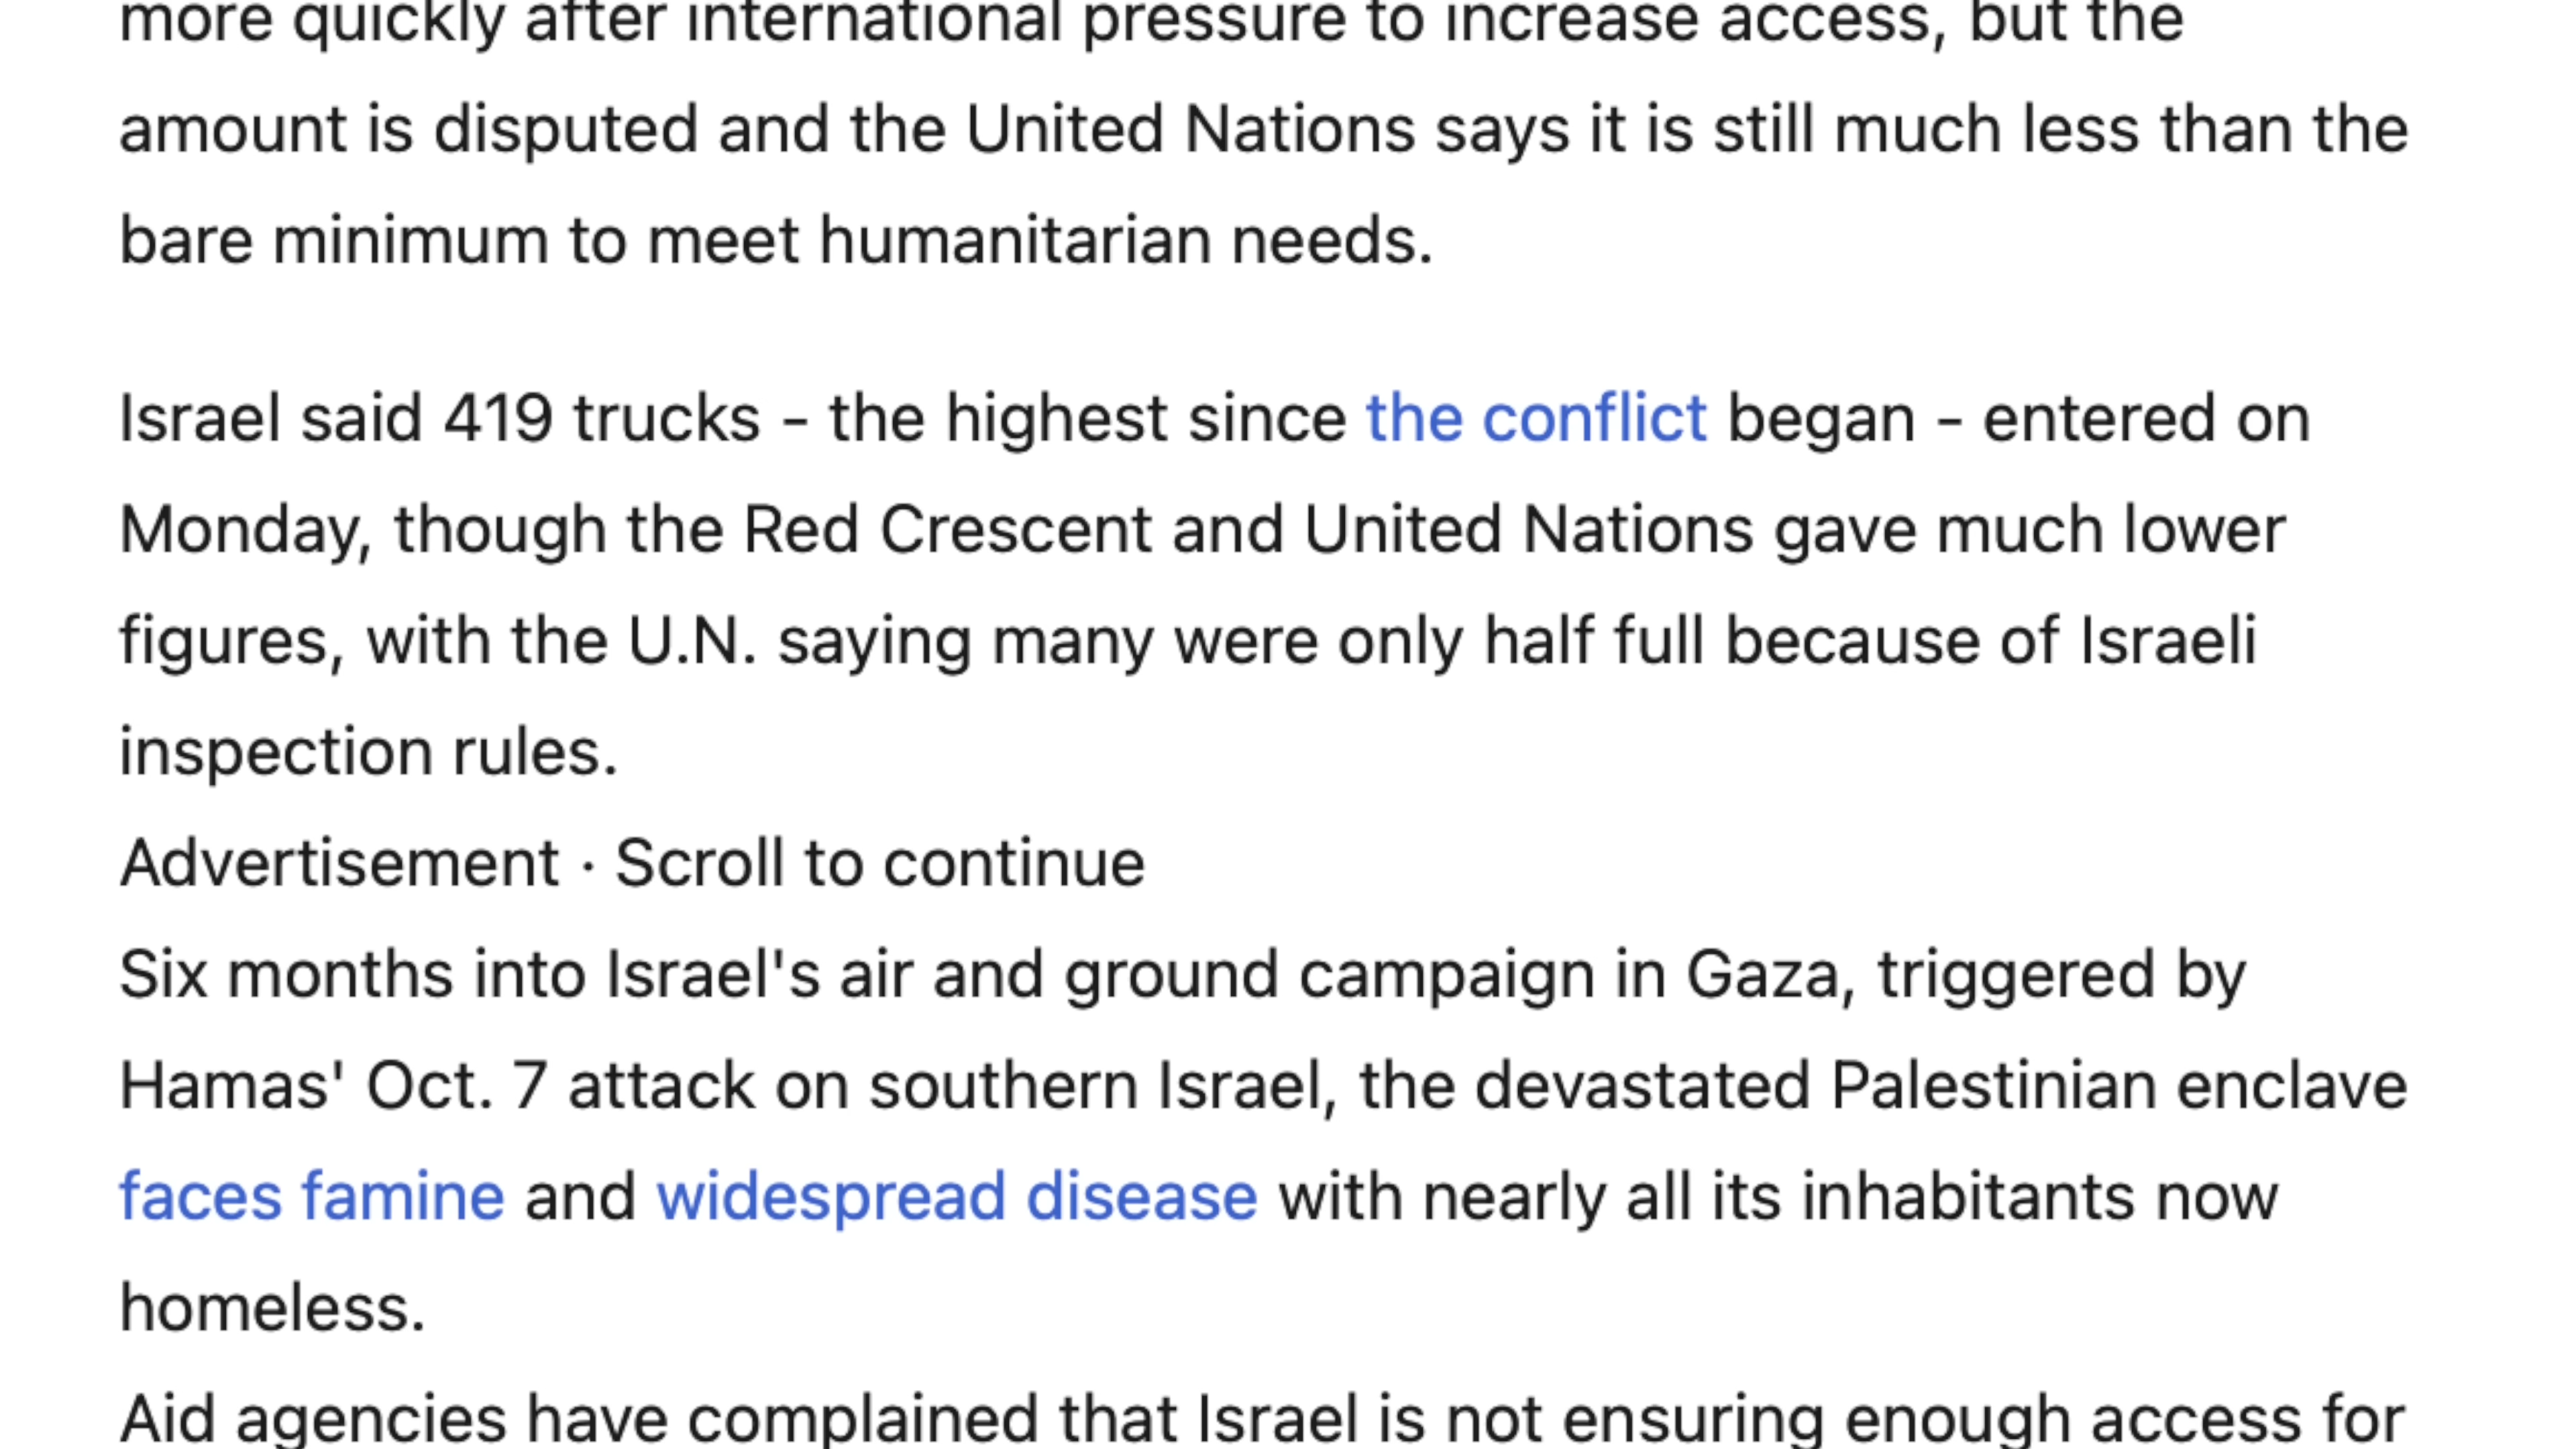 more quickly after international pressure to increase access, but the
amount is disputed and the United Nations says it is still much less than the
bare minimum to meet humanitarian needs.
Israel said 419 trucks - the highest since the conflict began - entered on
Monday, though the Red Crescent and United Nations gave much lower
figures, with the U.N. saying many were only half full because of Israeli
inspection rules.
Advertisement · Scroll to continue
Six months into Israel's air and ground campaign in Gaza, triggered by
Hamas' Oct. 7 attack on southern Israel, the devastated Palestinian enclave
faces famine and widespread disease with nearly all its inhabitants now
homeless.
Aid agencies have complained that Israel is not ensuring enough access for